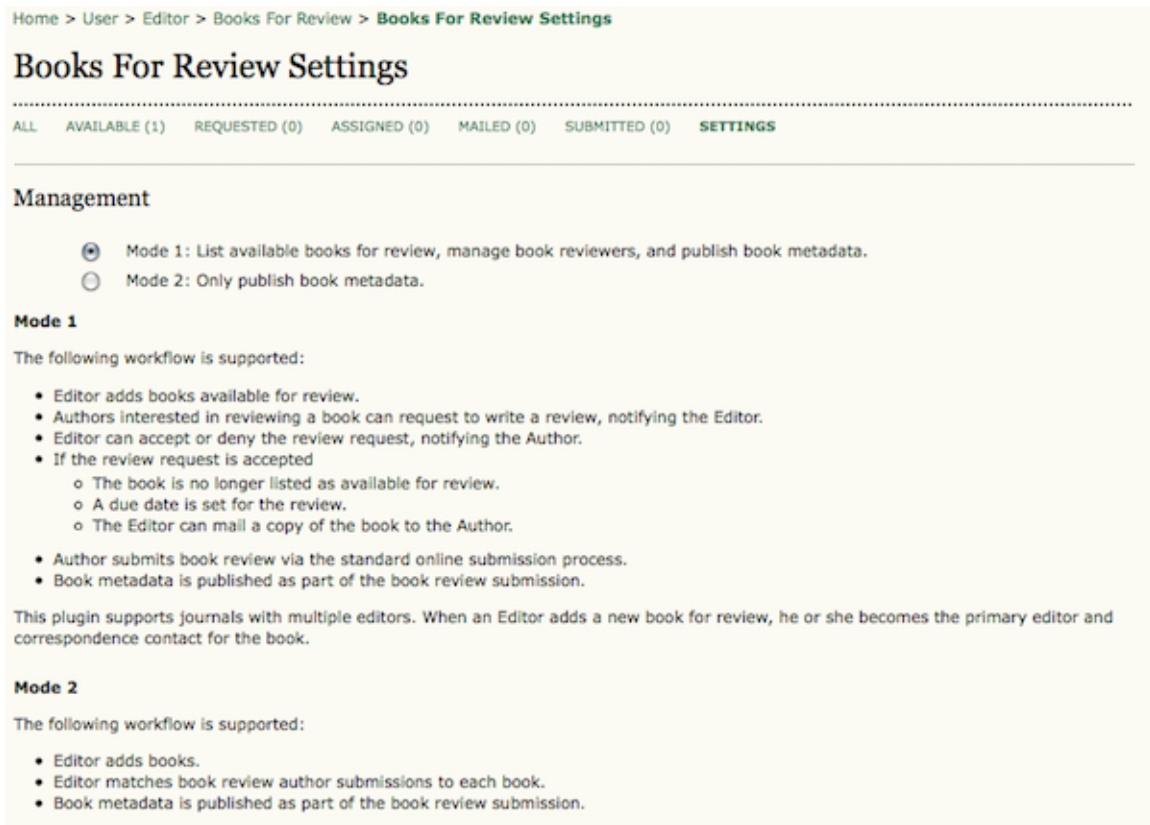 Home > User > Editor > Books For Review > Books For Review Settings
Books For Review Settings
ALL AVAILABLE (1) REQUESTED (0) ASSIGNED (0) MAILED (0) SUBMITTED (0) SETTINGS
Management
Mode 1: List available books for review, manage book reviewers, and publish book metadata.
Mode 2: Only publish book metadata.
Mode 1
The following workflow is supported:
• Editor adds books available for review.
• Authors interested in reviewing a book can request to write a review, notifying the Editor.
• Editor can accept or deny the review request, notifying the Author.
• If the review request is accepted
o The book is no longer listed as available for review.
o A due date is set for the review.
o The Editor can mail a copy of the book to the Author.
• Author submits book review via the standard online submission process.
• Book metadata is published as part of the book review submission.
This plugin supports journals with multiple editors. When an Editor adds a new book for review, he or she becomes the primary editor and
correspondence contact for the book.
Mode 2
The following workflow is supported:
• Editor adds books.
• Editor matches book review author submissions to each book.
• Book metadata is published as part of the book review submission.